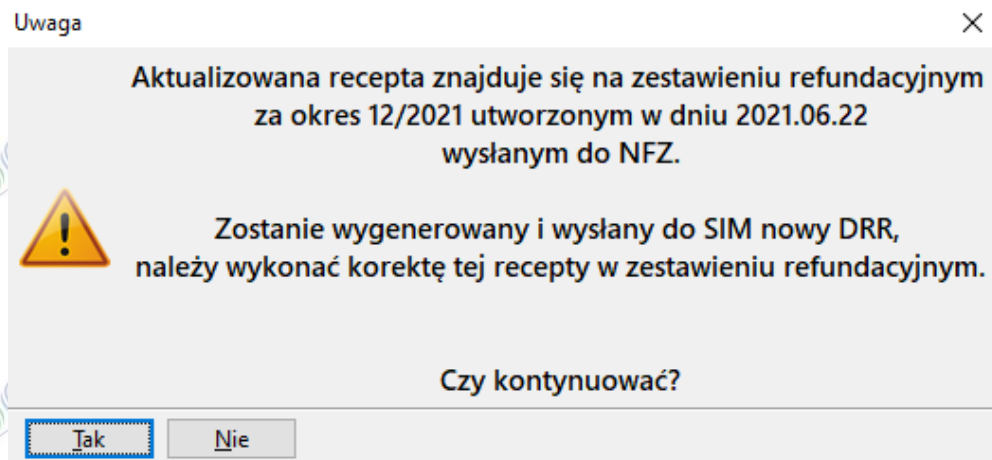 Uwaga
Aktualizowana recepta znajduje się na zestawieniu refundacyjnym
za okres 12/2021 utworzonym w dniu 2021.06.22
wysłanym do NFZ.
Zostanie wygenerowany i wysłany do SIM nowy DRR,
należy wykonać korektę tej recepty w zestawieniu refundacyjnym.
Czy kontynuować?
Tak Nie